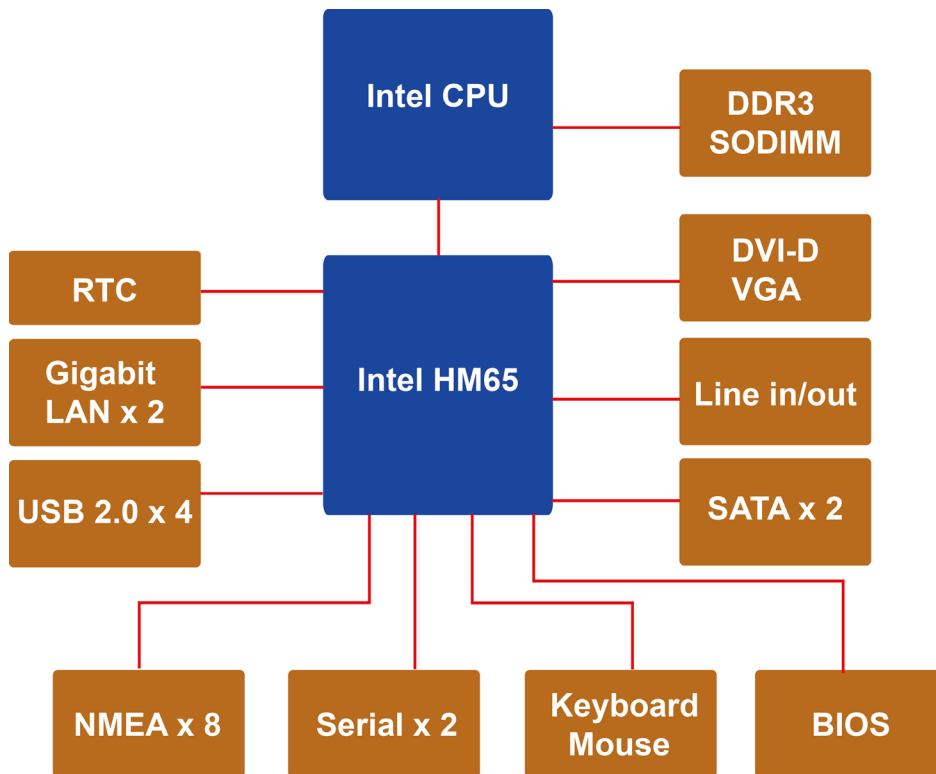 Intel CPU
DDR3
SODIMM
DVI-D
VGA
RTC
Intel HM65
Gigabit
LAN x 2
Line in/out
USB 2.0 x 4
SATA x 2
NMEA x 8
Serial x 2
Keyboard
Mouse
BIOS